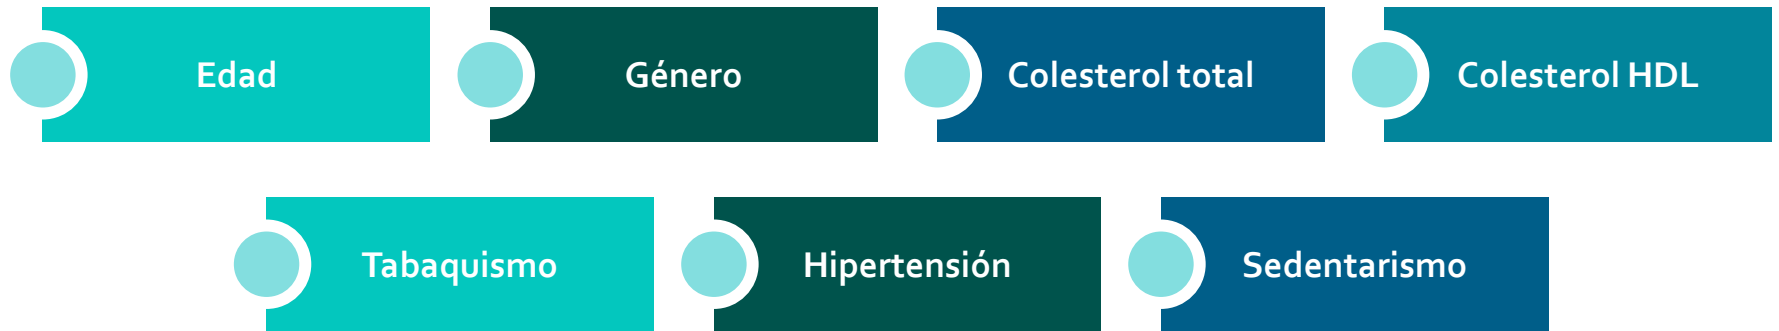 Edad
Género
Colesterol total
Colesterol HDL
Tabaquismo
Hipertensión
Sedentarismo